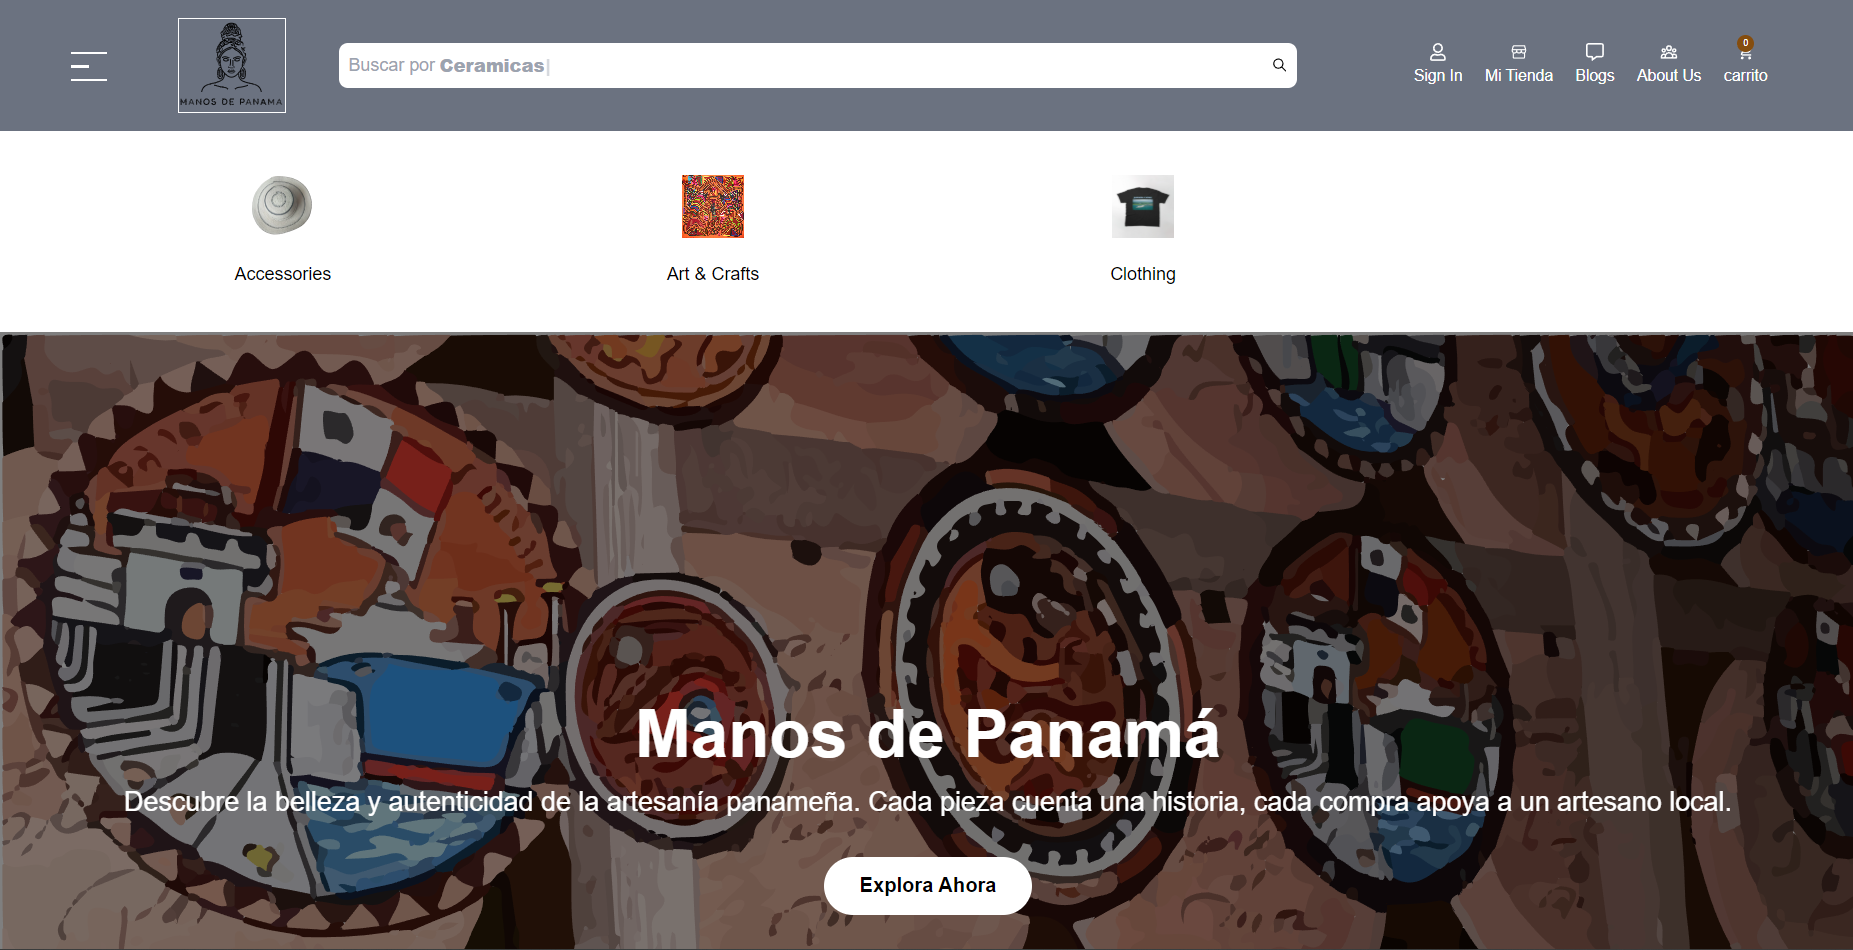 MANOS DE PANAMA
Buscar por Ceramicas|
Sign In
Mi Tienda
Blogs
About Us
0
carrito
Accessories
Art & Crafts
Clothing
Manos de Panamá
Descubre la belleza y autenticidad de la artesanía panameña. Cada pieza cuenta una historia, cada compra apoya a un artesano local.
Explora Ahora